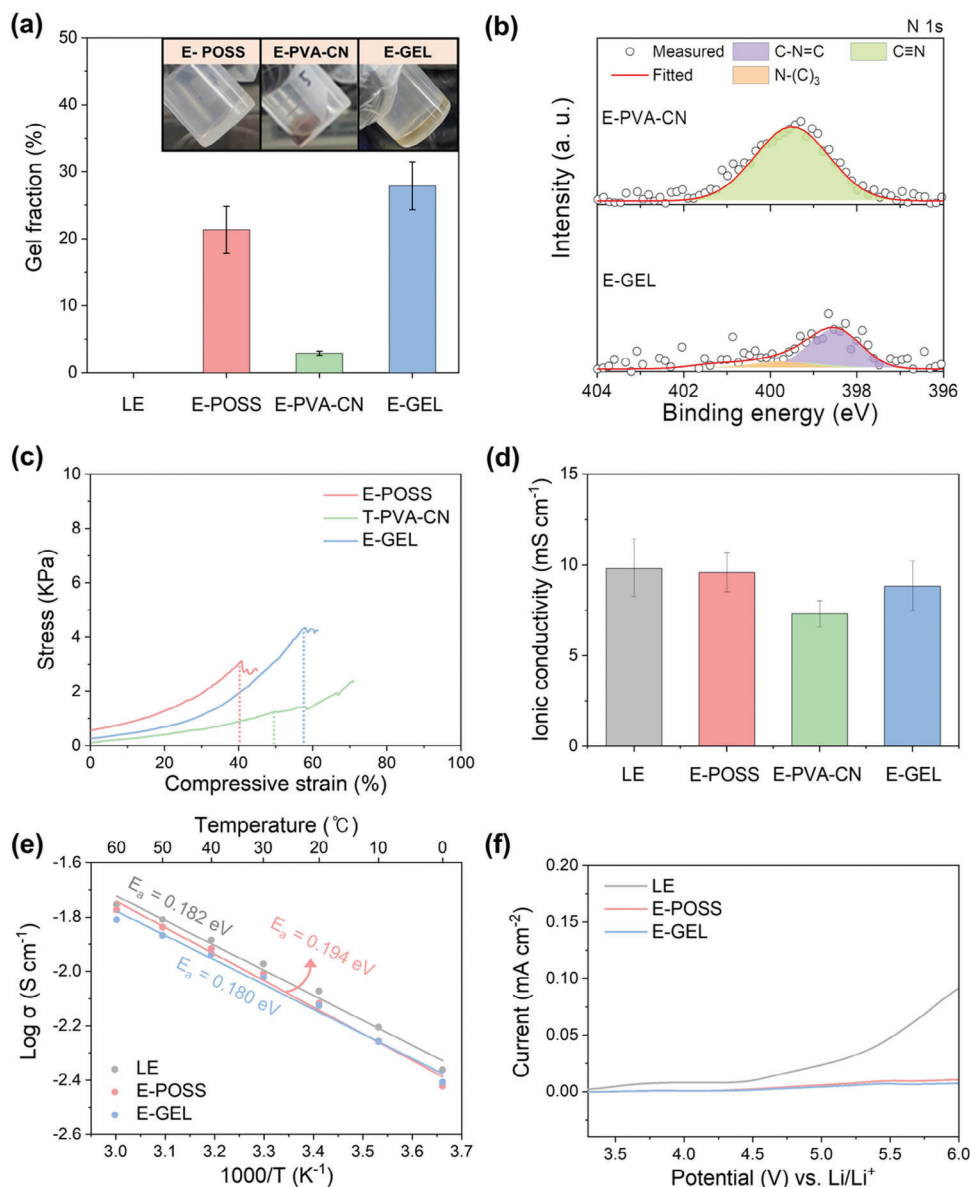 (a)
50
40
30
20
10
0
Gel fraction (%)
E- POSS
E-PVA-CN
E-GEL
LE
E-POSS
E-PVA-CN
E-GEL
(b)
N 1s
Measured
C-N=C
C≡N
Fitted
N-(C)₃
E-PVA-CN
E-GEL
Intensity (a. u.)
404
402
400
398
396
Binding energy (eV)
(c)
10
8
6
4
2
0
Stress (KPa)
E-POSS
T-PVA-CN
E-GEL
0
20
40
60
80
100
Compressive strain (%)
(d)
15
10
5
0
Ionic conductivity (mS cm⁻¹)
LE
E-POSS
E-PVA-CN
E-GEL
(e)
Temperature (℃)
60
50
40
30
20
10
0
-1.6
-1.8
-2.0
-2.2
-2.4
-2.6
Log σ (S cm⁻¹)
Eₐ = 0.182 eV
Eₐ = 0.194 eV
Eₐ = 0.180 eV
LE
E-POSS
E-GEL
3.0
3.1
3.2
3.3
3.4
3.5
3.6
3.7
1000/T (K⁻¹)
(f)
0.20
0.15
0.10
0.05
0.00
Current (mA cm⁻²)
LE
E-POSS
E-GEL
3.5
4.0
4.5
5.0
5.5
6.0
Potential (V) vs. Li/Li⁺